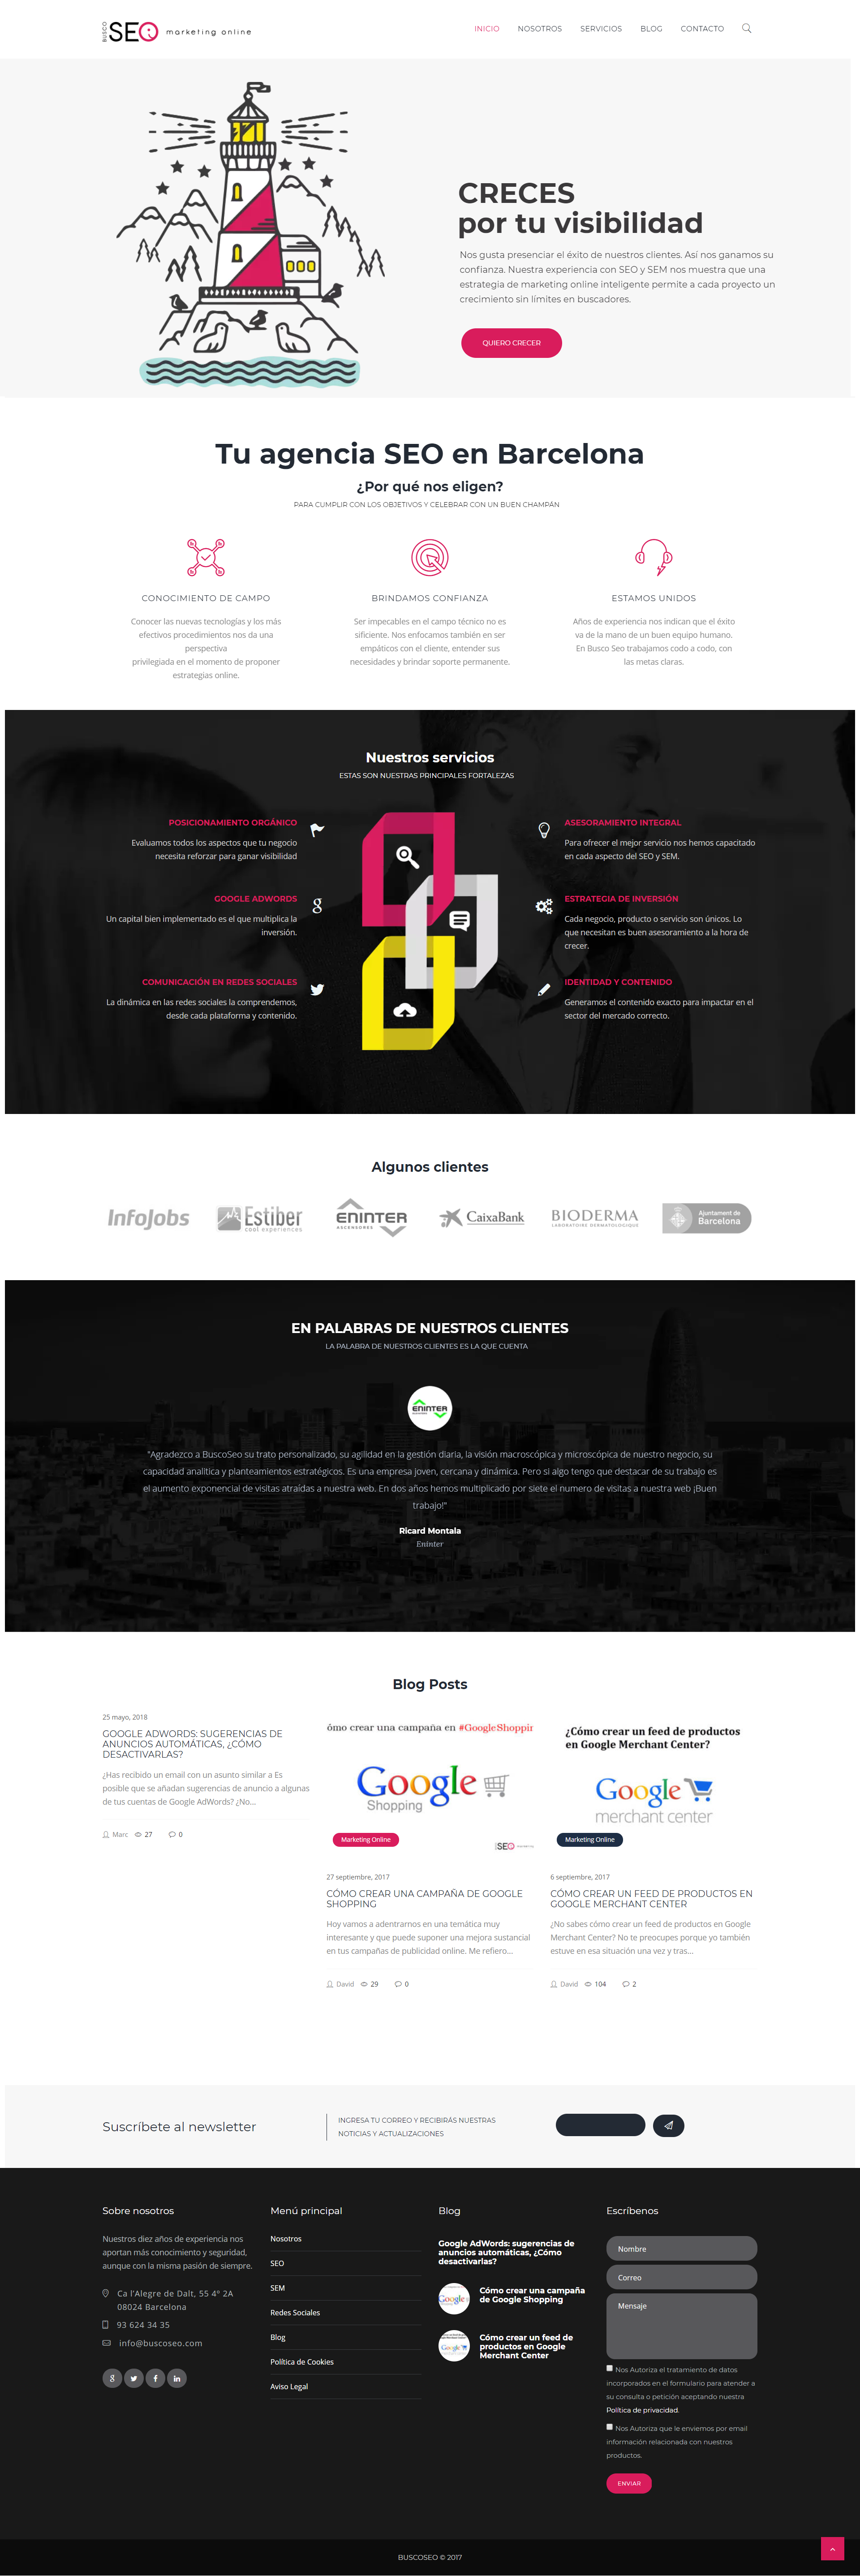 BUSCO SEO marketing online
INICIO NOSOTROS SERVICIOS BLOG CONTACTO
CRECES
por tu visibilidad
Nos gusta presenciar el éxito de nuestros clientes. Así nos ganamos su
confianza. Nuestra experiencia con SEO y SEM nos muestra que una
estrategia de marketing online inteligente permite a cada proyecto un
crecimiento sin límites en buscadores.
QUIERO CRECER
Tu agencia SEO en Barcelona
¿Por qué nos eligen?
PARA CUMPLIR CON LOS OBJETIVOS Y CELEBRAR CON UN BUEN CHAMPÁN
CONOCIMIENTO DE CAMPO
Conocer las nuevas tecnologías y los más
efectivos procedimientos nos da una
perspectiva
privilegiada en el momento de proponer
estrategias online.
BRINDAMOS CONFIANZA
Ser impecables en el campo técnico no es
sificiente. Nos enfocamos también en ser
empáticos con el cliente, entender sus
necesidades y brindar soporte permanente.
ESTAMOS UNIDOS
Años de experiencia nos indican que el éxito
va de la mano de un buen equipo humano.
En Busco Seo trabajamos codo a codo, con
las metas claras.
Nuestros servicios
ESTAS SON NUESTRAS PRINCIPALES FORTALEZAS
POSICIONAMIENTO ORGÁNICO
Evaluamos todos los aspectos que tu negocio
necesita reforzar para ganar visibilidad
GOOGLE ADWORDS
Un capital bien implementado es el que multiplica la
inversión.
COMUNICACIÓN EN REDES SOCIALES
La dinámica en las redes sociales la comprendemos,
desde cada plataforma y contenido.
ASESORAMIENTO INTEGRAL
Para ofrecer el mejor servicio nos hemos capacitado
en cada aspecto del SEO y SEM.
ESTRATEGIA DE INVERSIÓN
Cada negocio, producto o servicio son únicos. Lo
que necesitan es buen asesoramiento a la hora de
crecer.
IDENTIDAD Y CONTENIDO
Generamos el contenido exacto para impactar en el
sector del mercado correcto.
Algunos clientes
InfoJobs
Estiber
cool experiences
ENINTER
ASCENSORES
CaixaBank
BIODERMA
LABORATOIRE DERMATOLOGIQUE
Ajuntament de
Barcelona
EN PALABRAS DE NUESTROS CLIENTES
LA PALABRA DE NUESTROS CLIENTES ES LA QUE CUENTA
ENINTER
"Agradezco a BuscoSeo su trato personalizado, su agilidad en la gestión diaria, la visión macroscópica y microscópica de nuestro negocio, su
capacidad analítica y planteamientos estratégicos. Es una empresa joven, cercana y dinámica. Pero si algo tengo que destacar de su trabajo es
el aumento exponencial de visitas atraídas a nuestra web. En dos años hemos multiplicado por siete el numero de visitas a nuestra web ¡Buen
trabajo!"
Ricard Montala
Eninter
Blog Posts
25 mayo, 2018
GOOGLE ADWORDS: SUGERENCIAS DE
ANUNCIOS AUTOMÁTICAS, ¿CÓMO
DESACTIVARLAS?
¿Has recibido un email con un asunto similar a Es
posible que se añadan sugerencias de anuncio a algunas
de tus cuentas de Google AdWords? ¿No...
Marc 27 0
ómo crear una campaña en #GoogleShoppin
Google
Shopping
Marketing Online
SEO
27 septiembre, 2017
CÓMO CREAR UNA CAMPAÑA DE GOOGLE
SHOPPING
Hoy vamos a adentrarnos en una temática muy
interesante y que puede suponer una mejora sustancial
en tus campañas de publicidad online. Me refiero...
David 29 0
¿Cómo crear un feed de productos
en Google Merchant Center?
Google
merchant center
Marketing Online
6 septiembre, 2017
CÓMO CREAR UN FEED DE PRODUCTOS EN
GOOGLE MERCHANT CENTER
¿No sabes cómo crear un feed de productos en Google
Merchant Center? No te preocupes porque yo también
estuve en esa situación una vez y tras...
David 104 2
Suscríbete al newsletter
INGRESA TU CORREO Y RECIBIRÁS NUESTRAS
NOTICIAS Y ACTUALIZACIONES
Sobre nosotros
Nuestros diez años de experiencia nos
aportan más conocimiento y seguridad,
aunque con la misma pasión de siempre.
Ca l'Alegre de Dalt, 55 4º 2A
08024 Barcelona
93 624 34 35
info@buscoseo.com
Menú principal
Nosotros
SEO
SEM
Redes Sociales
Blog
Política de Cookies
Aviso Legal
Blog
Google AdWords: sugerencias de
anuncios automáticas, ¿Cómo
desactivarlas?
Cómo crear una campaña
de Google Shopping
Cómo crear un feed de
productos en Google
Merchant Center
Escríbenos
Nombre
Correo
Mensaje
Nos Autoriza el tratamiento de datos
incorporados en el formulario para atender a
su consulta o petición aceptando nuestra
Política de privacidad.
Nos Autoriza que le enviemos por email
información relacionada con nuestros
productos.
ENVIAR
BUSCOSEO © 2017